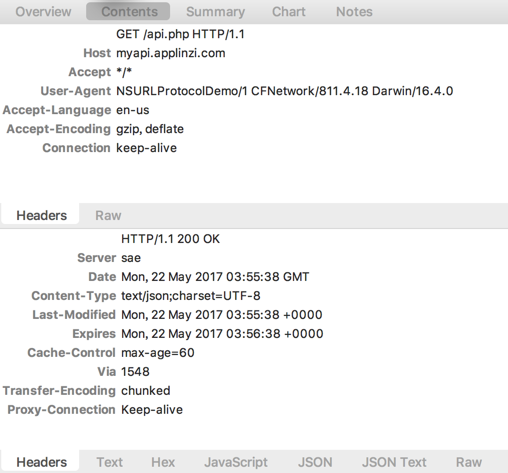 Overview Contents Summary Chart Notes
GET /api.php HTTP/1.1
Host myapi.applinzi.com
Accept */*
User-Agent NSURLProtocolDemo/1 CFNetwork/811.4.18 Darwin/16.4.0
Accept-Language en-us
Accept-Encoding gzip, deflate
Connection keep-alive
Headers Raw
HTTP/1.1 200 OK
Server sae
Date Mon, 22 May 2017 03:55:38 GMT
Content-Type text/json;charset=UTF-8
Last-Modified Mon, 22 May 2017 03:55:38 +0000
Expires Mon, 22 May 2017 03:56:38 +0000
Cache-Control max-age=60
Via 1548
Transfer-Encoding chunked
Proxy-Connection Keep-alive
Headers Text Hex JavaScript JSON JSON Text Raw